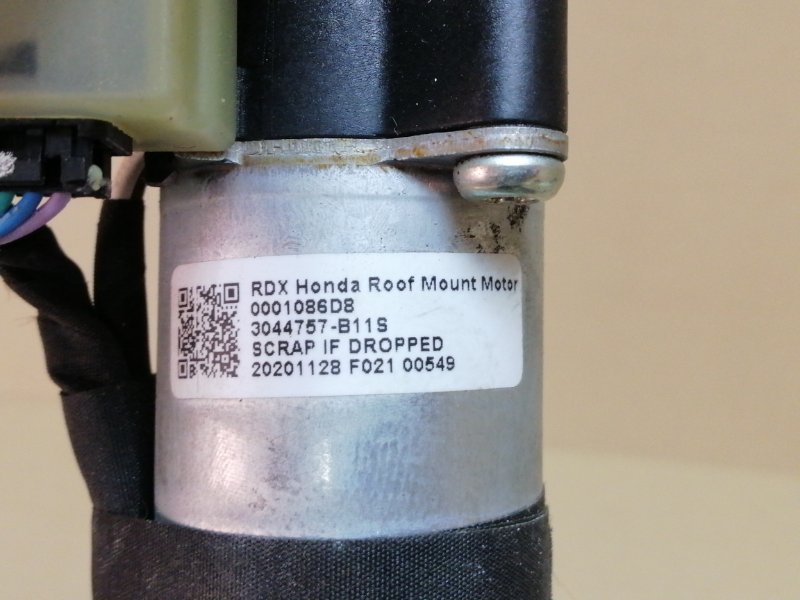 RDX Honda Roof Mount Motor
0001086D8
3044757-B11S
SCRAP IF DROPPED
20201128 F021 00549